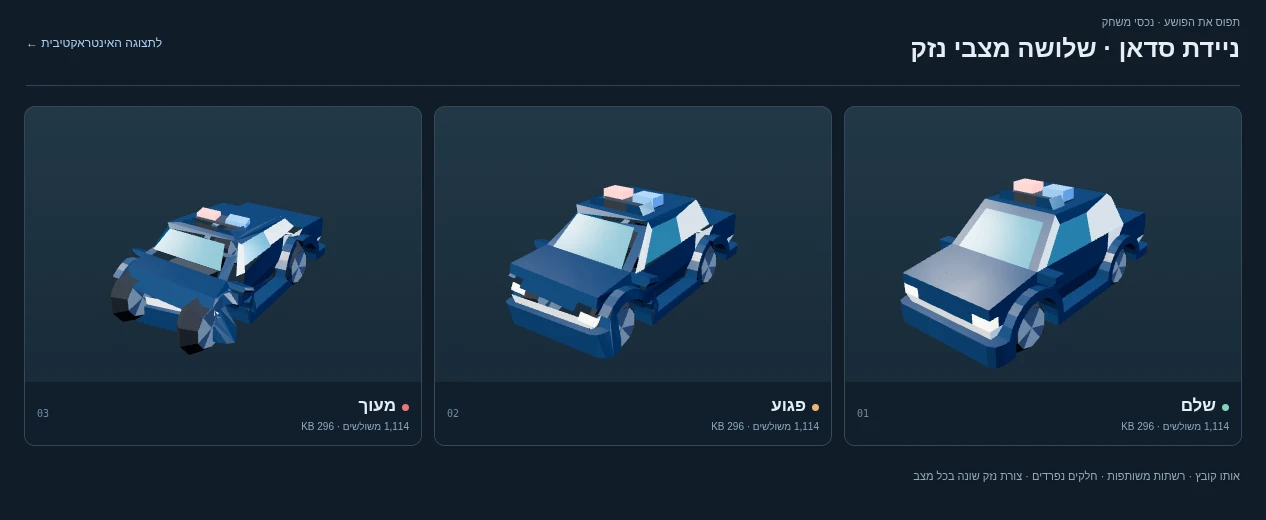 תפוס את הפושע · נכסי משחק
ניידת סדאן · שלושה מצבי נזק
לתצוגה האינטראקטיבית ←
שלם
01
1,114 משולשים · 296 KB
פגוע
02
1,114 משולשים · 296 KB
מעוך
03
1,114 משולשים · 296 KB
אותו קובץ · רשתות משותפות · חלקים נפרדים · צורת נזק שונה בכל מצב